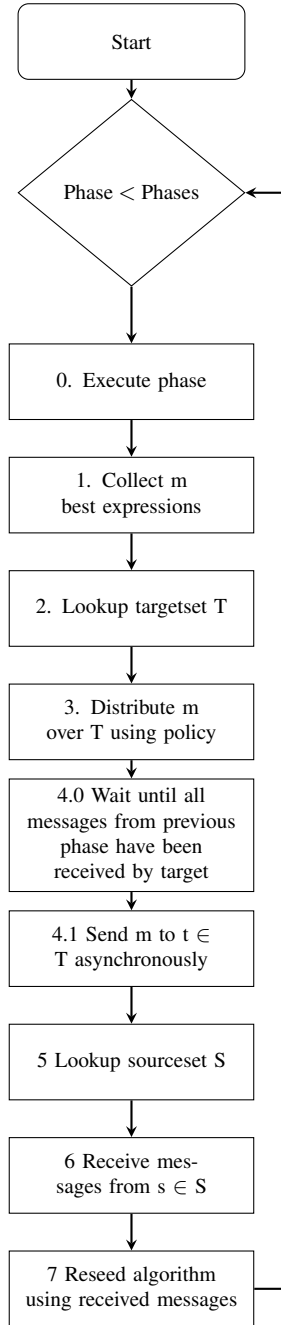 Start
Phase < Phases
0. Execute phase
1. Collect m
best expressions
2. Lookup targetset T
3. Distribute m
over T using policy
4.0 Wait until all
messages from previous
phase have been
received by target
4.1 Send m to t ∈
T asynchronously
5 Lookup sourceset S
6 Receive mes-
sages from s ∈ S
7 Reseed algorithm
using received messages